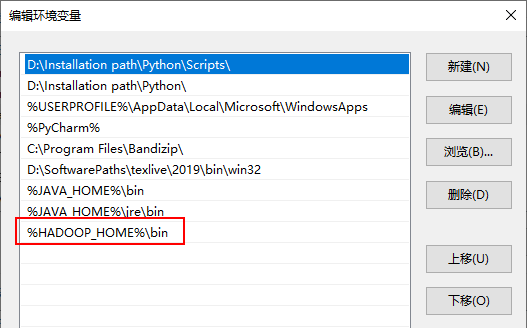 编辑环境变量
D:\Installation path\Python\Scripts\
D:\Installation path\Python\
%USERPROFILE%\AppData\Local\Microsoft\WindowsApps
%PyCharm%
C:\Program Files\Bandizip\
D:\SoftwarePaths\texlive\2019\bin\win32
%JAVA_HOME%\bin
%JAVA_HOME%\jre\bin
%HADOOP_HOME%\bin
新建(N)
编辑(E)
浏览(B)...
删除(D)
上移(U)
下移(O)